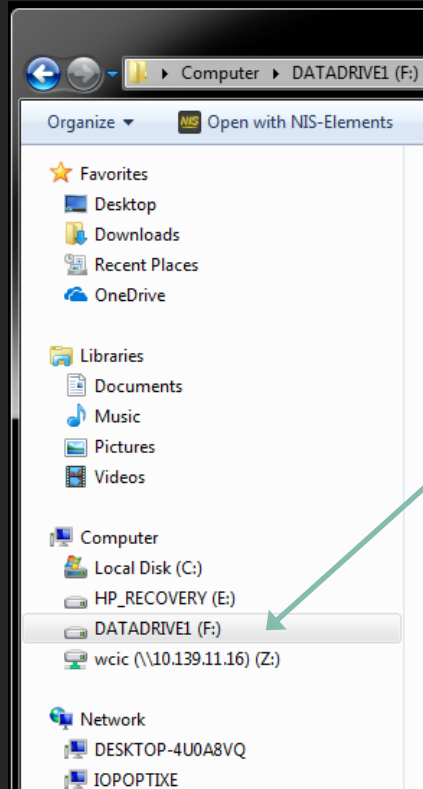 Computer DATADRIVE1 (F:)
Organize NIS Open with NIS-Elements
Favorites
Desktop
Downloads
Recent Places
OneDrive
Libraries
Documents
Music
Pictures
Videos
Computer
Local Disk (C:)
HP_RECOVERY (E:)
DATADRIVE1 (F:)
wcic (\\10.139.11.16) (Z:)
Network
DESKTOP-4U0A8VQ
IOPOPTIXE